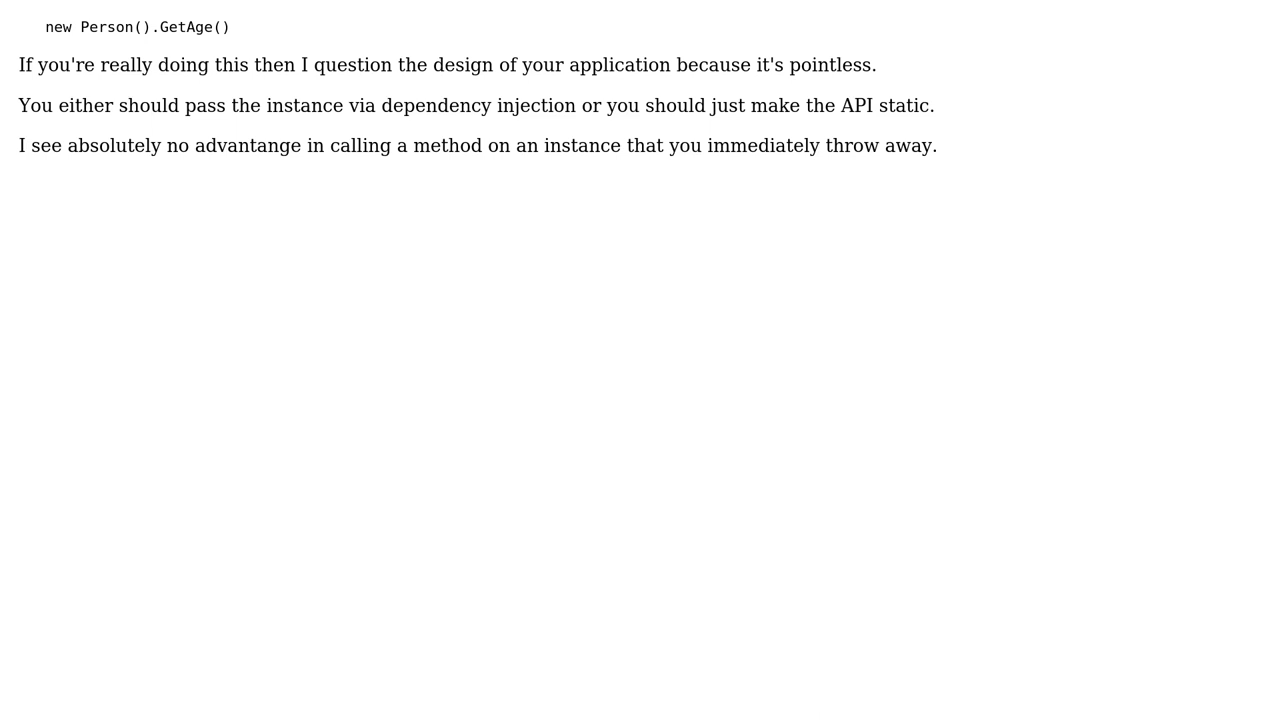 new Person().GetAge()
If you're really doing this then I question the design of your application because it's pointless.
You either should pass the instance via dependency injection or you should just make the API static.
I see absolutely no advantange in calling a method on an instance that you immediately throw away.